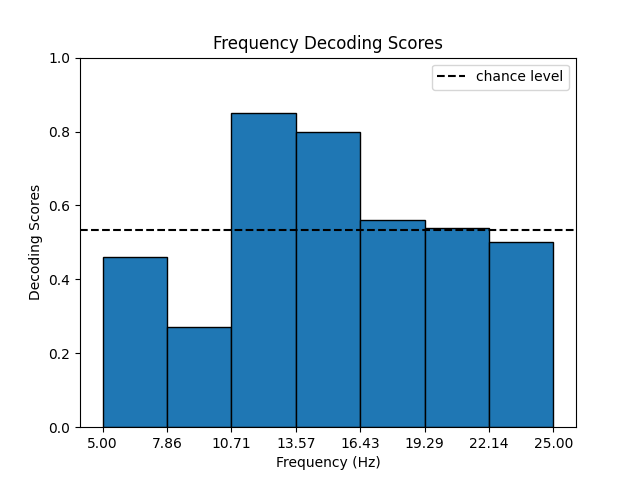 Frequency Decoding Scores
1.0
chance level
0.8
0.6
Decoding Scores
0.4
0.2
0.0
5.00 7.86 10.71 13.57 16.43 19.29 22.14 25.00
Frequency (Hz)